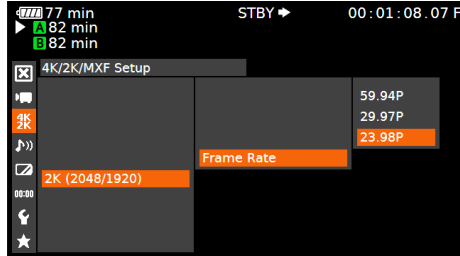 77 min STBY 00:01:08.07 F
A 82 min
B 82 min
4K/2K/MXF Setup
59.94P
4K 2K 29.97P
23.98P
Frame Rate
2K (2048/1920)
00:00